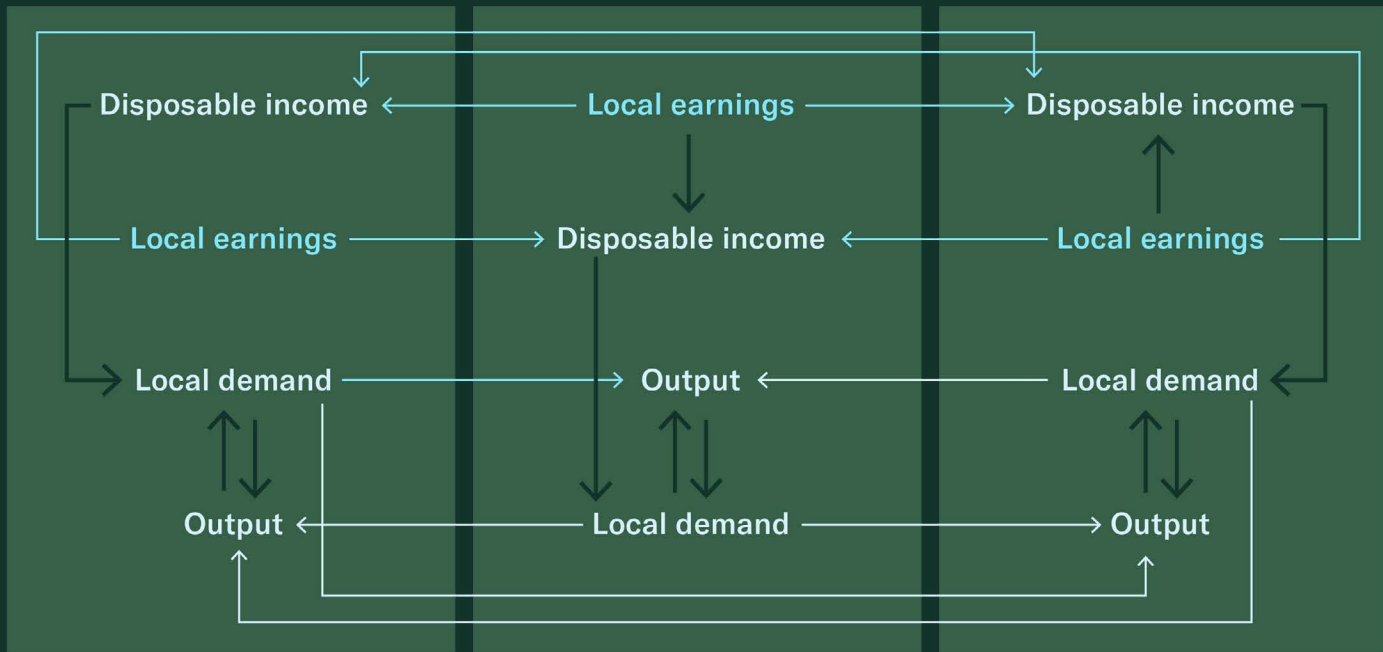 Disposable income
Local earnings
Disposable income
Local earnings
Disposable income
Local earnings
Local demand
Output
Local demand
Output
Local demand
Output